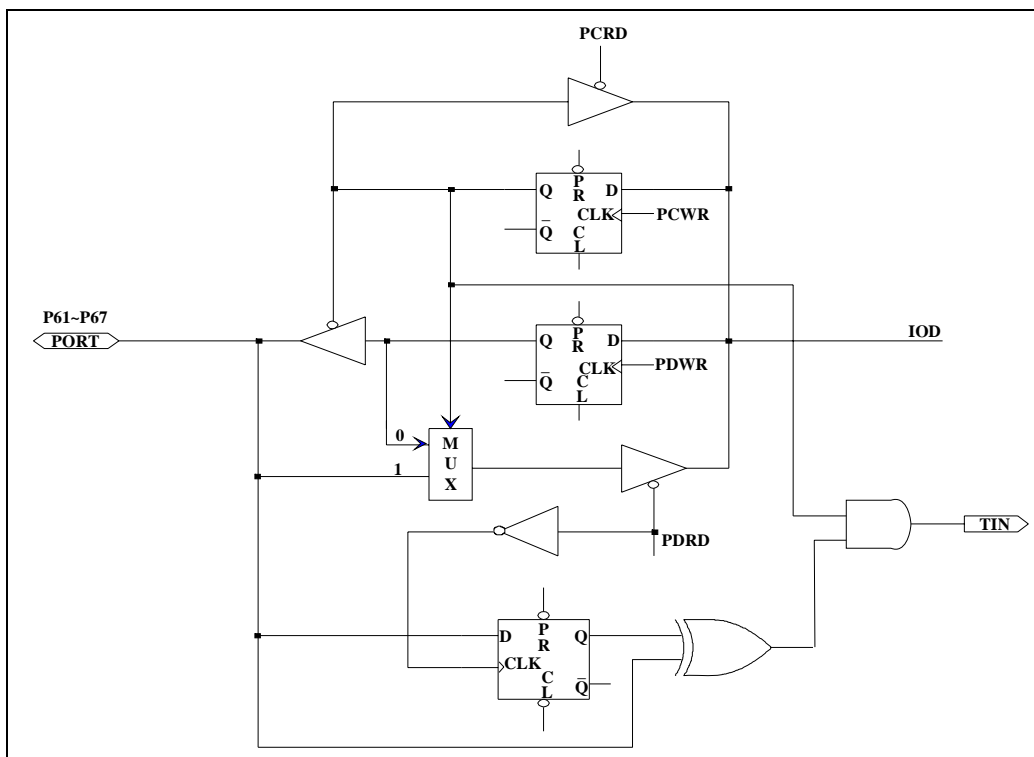 PCRD
P
Q R D
CLK PCWR
C
Q̅ L
P61~P67
PORT
P
Q R D
IOD
CLK PDWR
C
Q̅ L
0
1
M
U
X
PDRD
TIN
D P Q
R
CLK
C
L Q̅